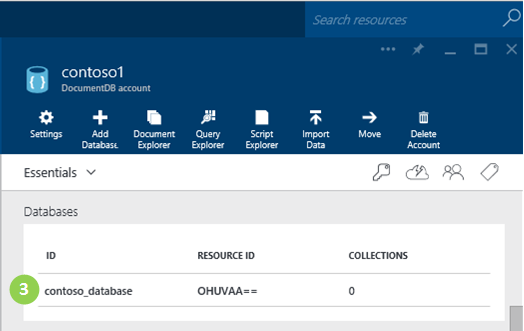 Search resources
contoso1
DocumentDB account
Settings
Add Database
Document Explorer
Query Explorer
Script Explorer
Import Data
Move
Delete Account
Essentials
Databases
ID RESOURCE ID COLLECTIONS
3 contoso_database OHUVAA== 0